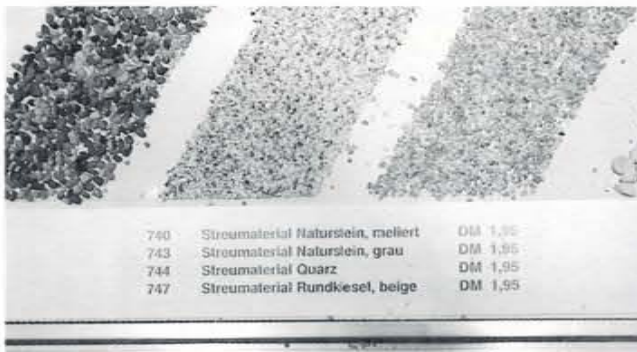 740 Streumaterial Naturstein, meliert DM 1,95
743 Streumaterial Naturstein, grau DM 1,95
744 Streumaterial Quarz DM 1,95
747 Streumaterial Rundkiesel, beige DM 1,95